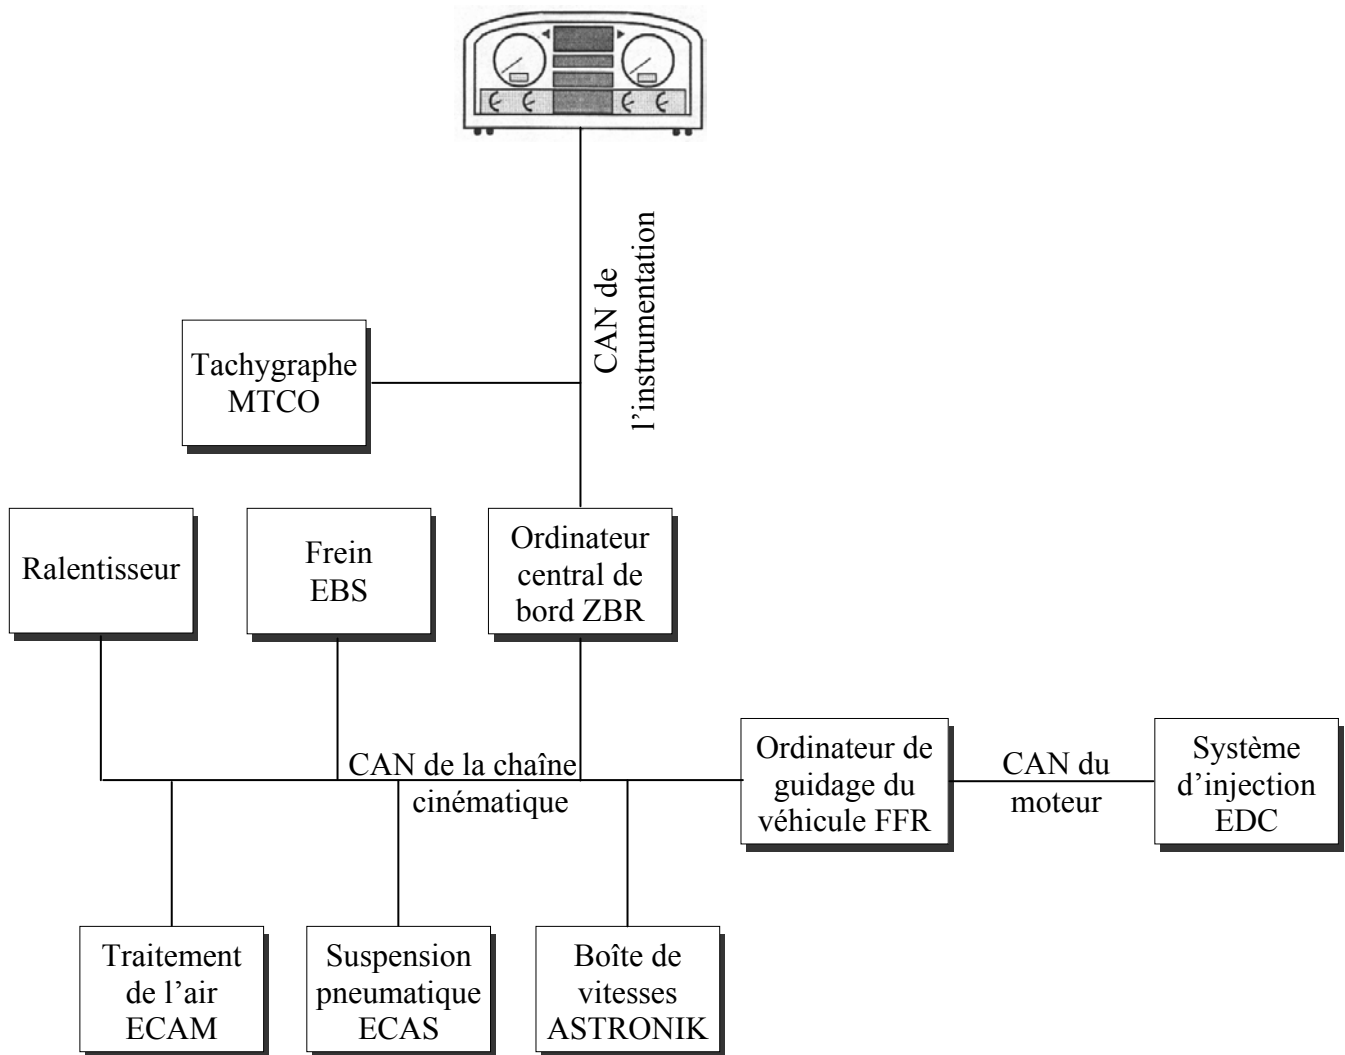 CAN de
l’instrumentation
Tachygraphe
MTCO
Ralentisseur
Frein
EBS
Ordinateur
central de
bord ZBR
CAN de la chaîne
cinématique
Ordinateur de
guidage du
véhicule FFR
CAN du
moteur
Système
d’injection
EDC
Traitement
de l’air
ECAM
Suspension
pneumatique
ECAS
Boîte de
vitesses
ASTRONIK